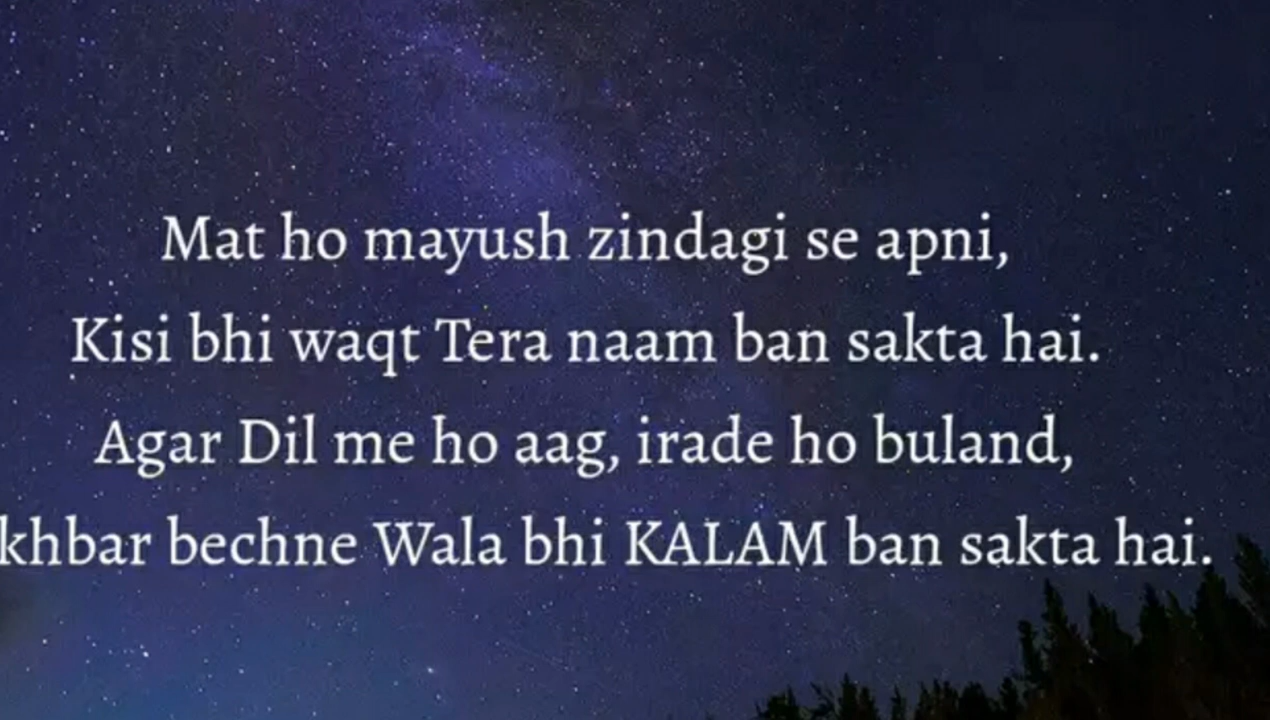 Mat ho mayush zindagi se apni,
Kisi bhi waqt Tera naam ban sakta hai.
Agar Dil me ho aag, irade ho buland,
khbar bechne Wala bhi KALAM ban sakta hai.